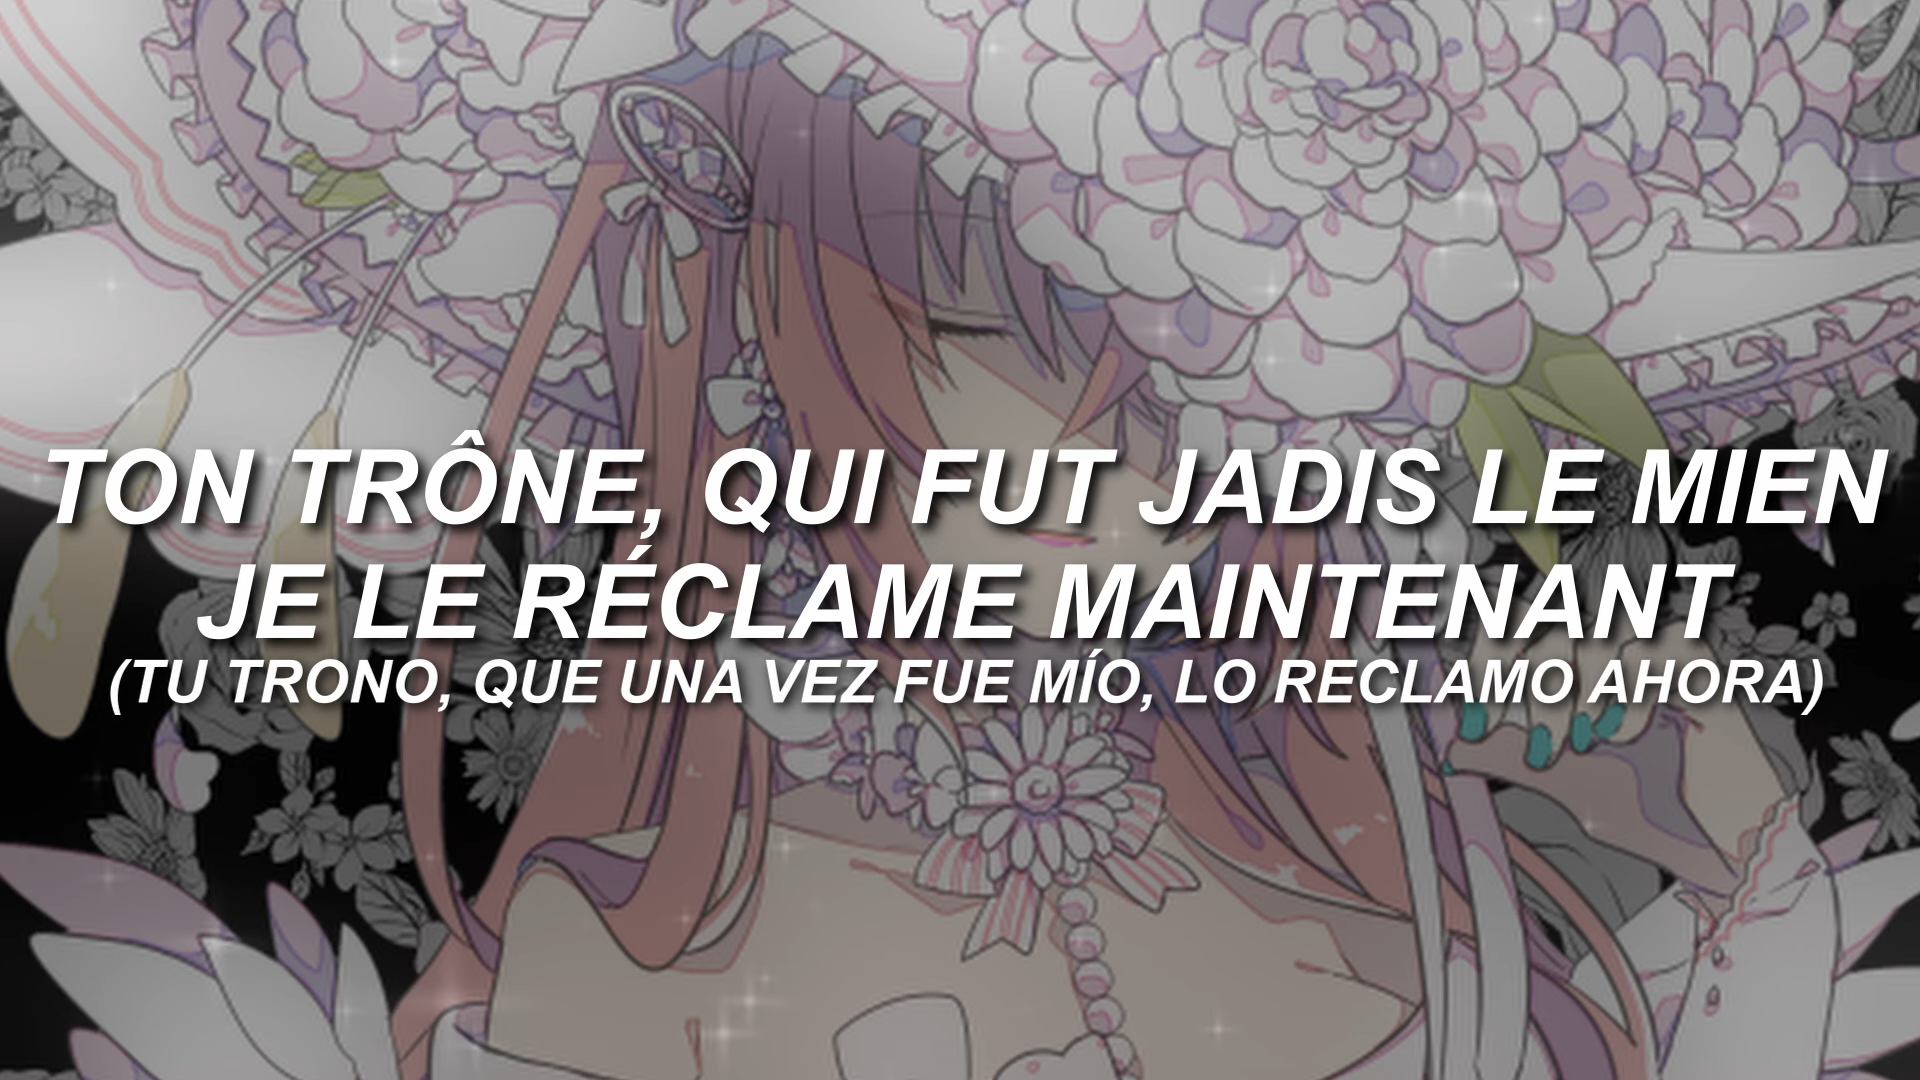 TON TRÔNE, QUI FUT JADIS LE MIEN
JE LE RÉCLAME MAINTENANT
(TU TRONO, QUE UNA VEZ FUE MÍO, LO RECLAMO AHORA)